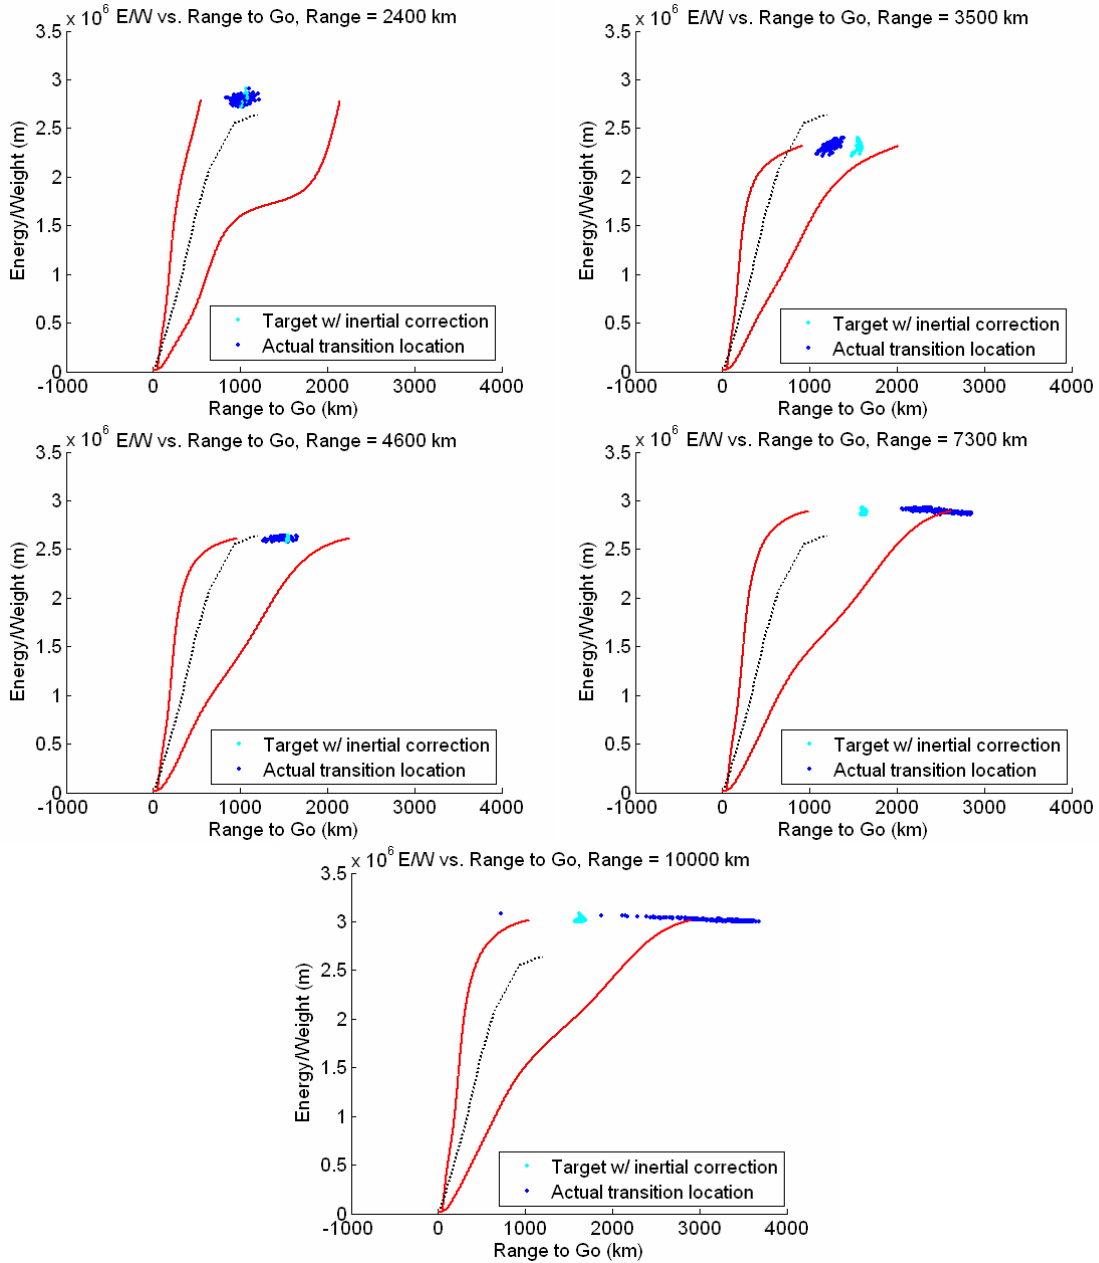 x 10^6 E/W vs. Range to Go, Range = 2400 km
3.5
3
2.5
2
1.5
1
0.5
0
Energy/Weight (m)
Target w/ inertial correction
Actual transition location
-1000 0 1000 2000 3000 4000
Range to Go (km)
x 10^6 E/W vs. Range to Go, Range = 3500 km
3.5
3
2.5
2
1.5
1
0.5
0
Energy/Weight (m)
Target w/ inertial correction
Actual transition location
-1000 0 1000 2000 3000 4000
Range to Go (km)
x 10^6 E/W vs. Range to Go, Range = 4600 km
3.5
3
2.5
2
1.5
1
0.5
0
Energy/Weight (m)
Target w/ inertial correction
Actual transition location
-1000 0 1000 2000 3000 4000
Range to Go (km)
x 10^6 E/W vs. Range to Go, Range = 7300 km
3.5
3
2.5
2
1.5
1
0.5
0
Energy/Weight (m)
Target w/ inertial correction
Actual transition location
-1000 0 1000 2000 3000 4000
Range to Go (km)
x 10^6 E/W vs. Range to Go, Range = 10000 km
3.5
3
2.5
2
1.5
1
0.5
0
Energy/Weight (m)
Target w/ inertial correction
Actual transition location
-1000 0 1000 2000 3000 4000
Range to Go (km)